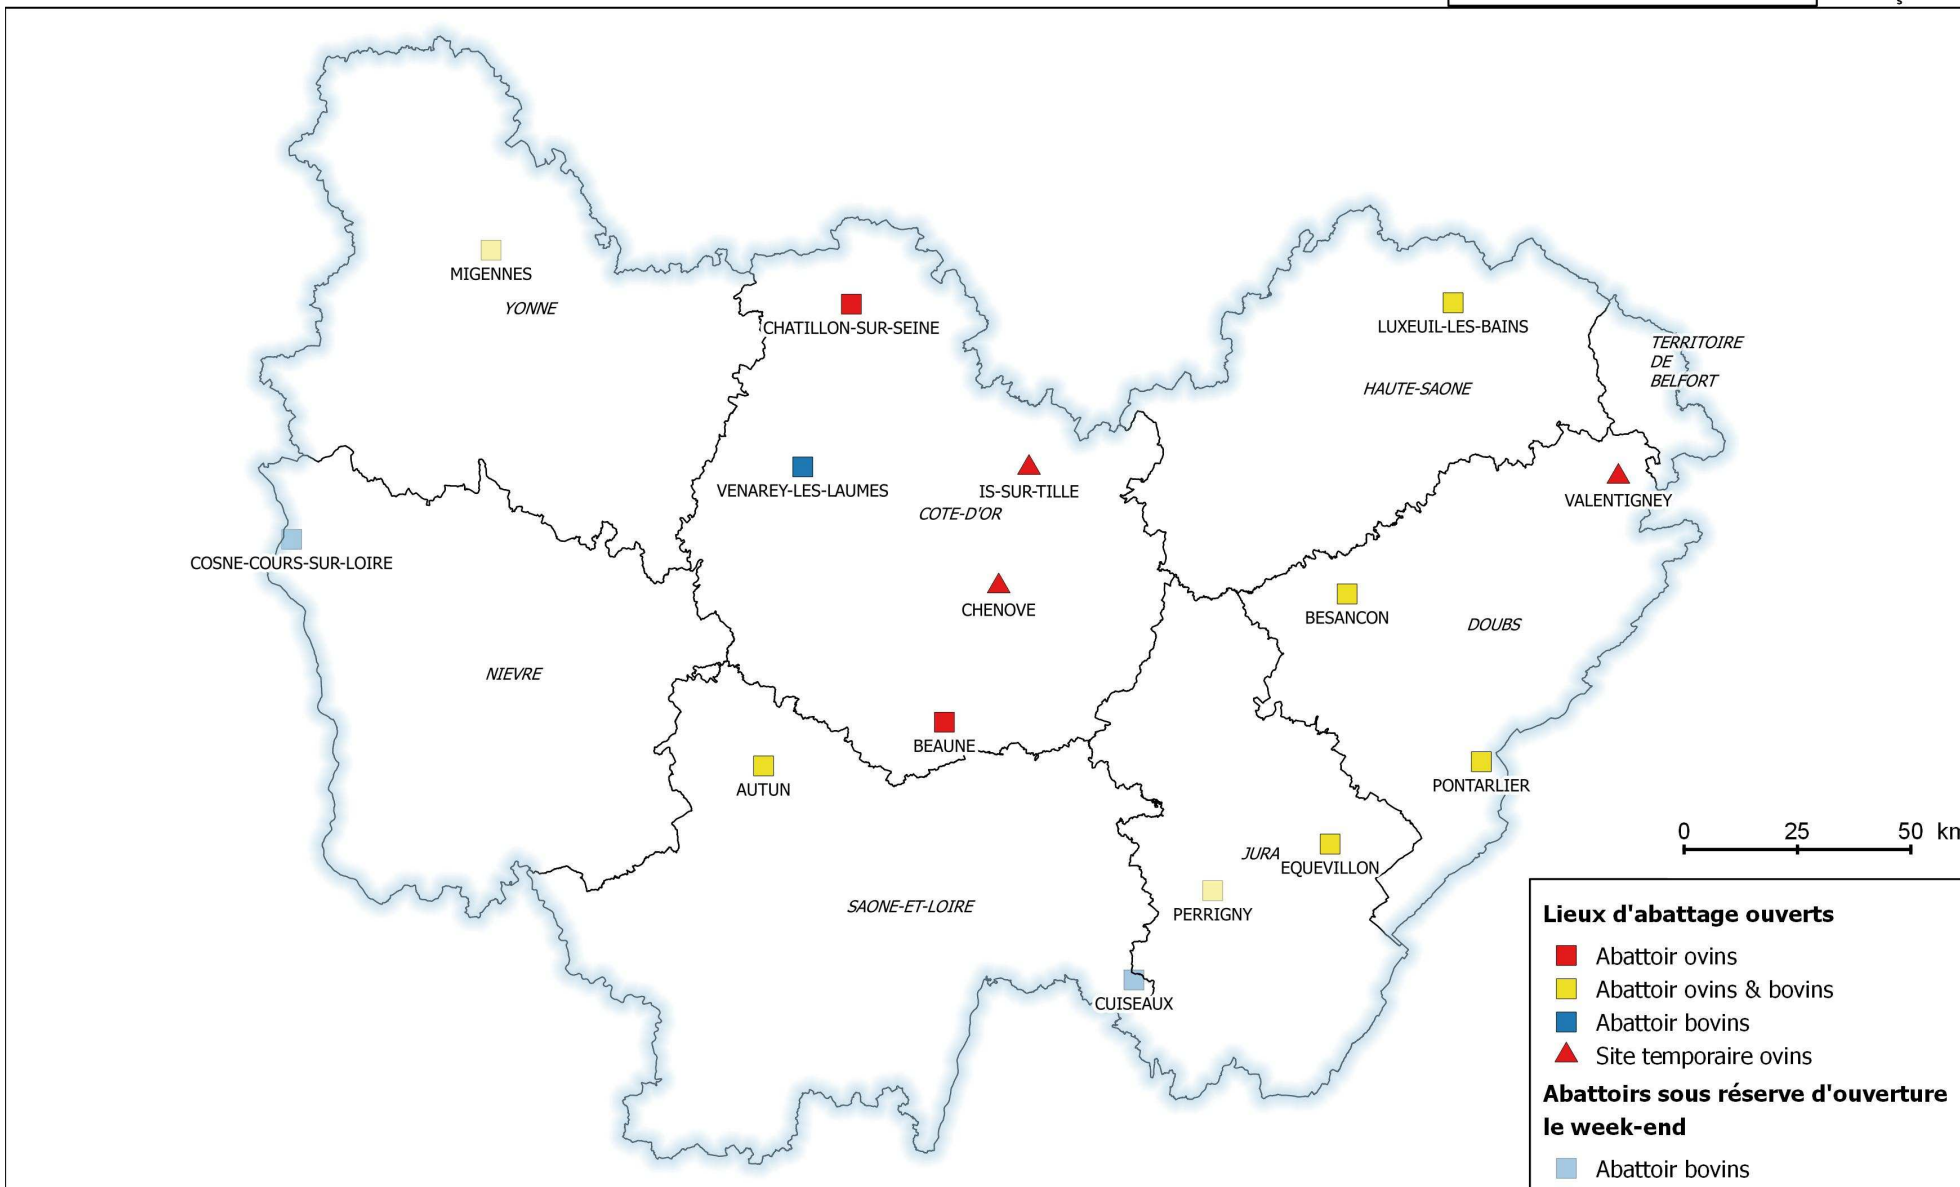 MIGENNES
YONNE
CHATILLON-SUR-SEINE
LUXEUIL-LES-BAINS
TERRITOIRE
DE
BELFORT
HAUTE-SAONE
VENAREY-LES-LAUMES
IS-SUR-TILLE
COTE-D'OR
VALENTIGNEY
COSNE-COURS-SUR-LOIRE
CHENOVE
BESANCON
DOUBS
NIEVRE
BEAUNE
AUTUN
PONTARLIER
0 25 50 km
JURA
EQUEVILLON
SAONE-ET-LOIRE
PERRIGNY
CUISEAUX
Lieux d'abattage ouverts
Abattoir ovins
Abattoir ovins & bovins
Abattoir bovins
Site temporaire ovins
Abattoirs sous réserve d'ouverture
le week-end
Abattoir bovins